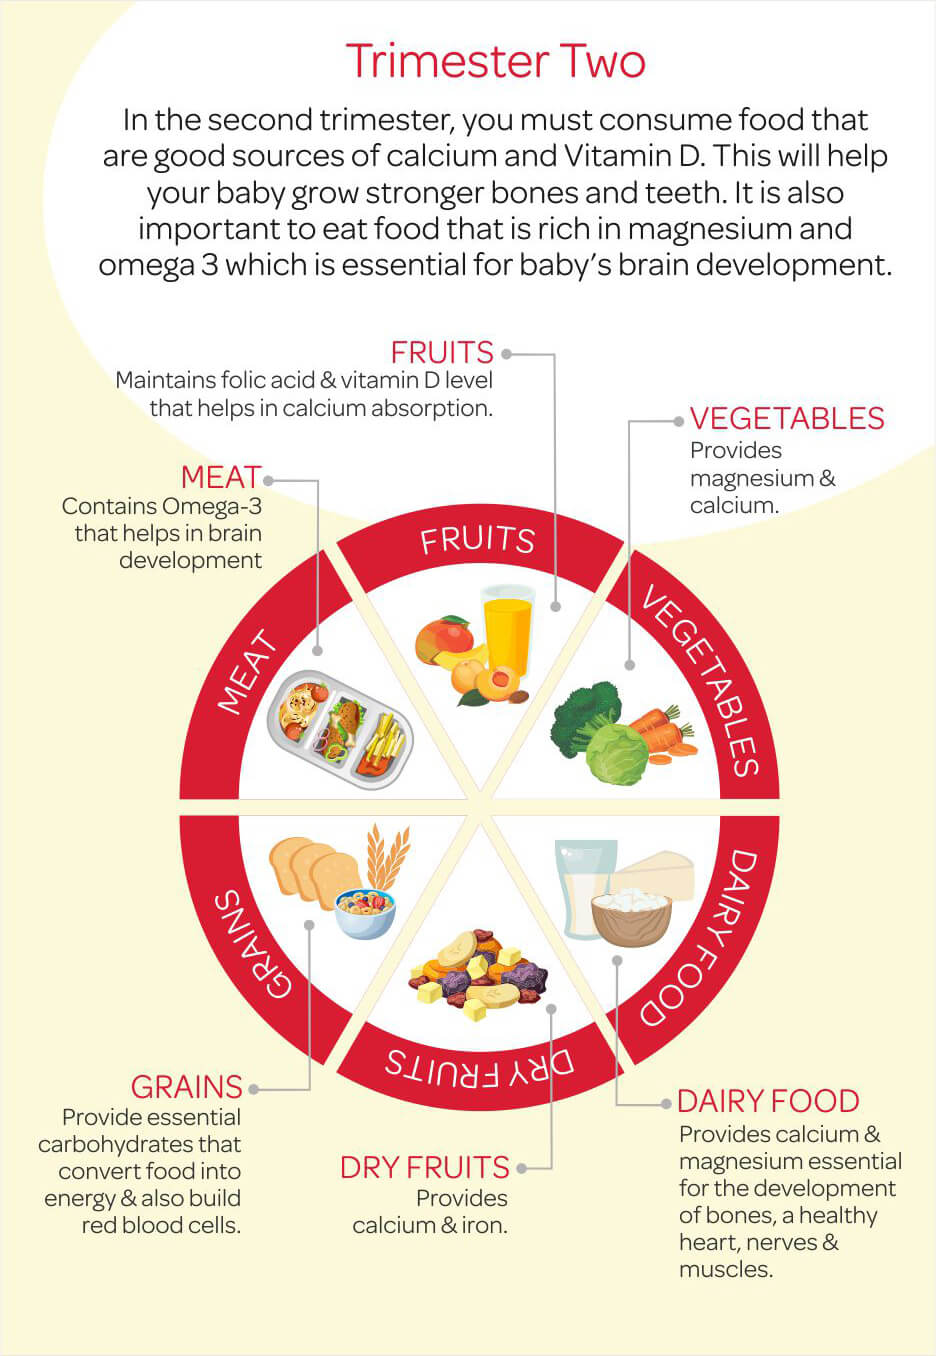 Trimester Two
In the second trimester, you must consume food that
are good sources of calcium and Vitamin D. This will help
your baby grow stronger bones and teeth. It is also
important to eat food that is rich in magnesium and
omega 3 which is essential for baby's brain development.
FRUITS
Maintains folic acid & vitamin D level
that helps in calcium absorption.
VEGETABLES
Provides
magnesium &
calcium.
MEAT
Contains Omega-3
that helps in brain
development
FRUITS
VEGETABLES
MEAT
DAIRY FOOD
GRAINS
DRY FRUITS
GRAINS
Provide essential
carbohydrates that
convert food into
energy & also build
red blood cells.
DRY FRUITS
Provides
calcium & iron.
DAIRY FOOD
Provides calcium &
magnesium essential
for the development
of bones, a healthy
heart, nerves &
muscles.